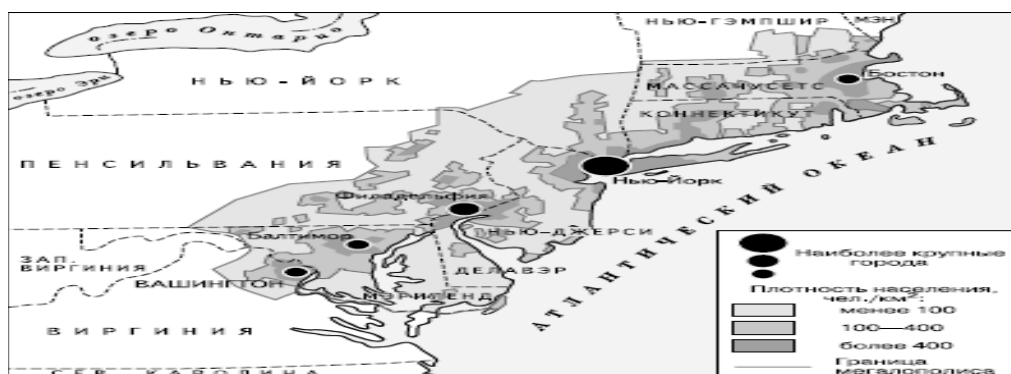 НЬЮ-ГЭМПШИР
МЭН
озеро Онтарио
озеро Эри
НЬЮ-ЙОРК
Бостон
МАССАЧУСЕТС
КОННЕКТИКУТ
ПЕНСИЛЬВАНИЯ
Нью-Йорк
Филадельфия
АТЛАНТИЧЕСКИЙ ОКЕАН
Балтимор
НЬЮ-ДЖЕРСИ
ЗАП.
ВИРГИНИЯ
ДЕЛАВЭР
ВАШИНГТОН
МЭРИЛЕНД
ВИРГИНИЯ
СЕВ. КАРОЛИНА
Наиболее крупные
города
Плотность населения,
чел./км²:
менее 100
100—400
более 400
Граница
мегалополиса